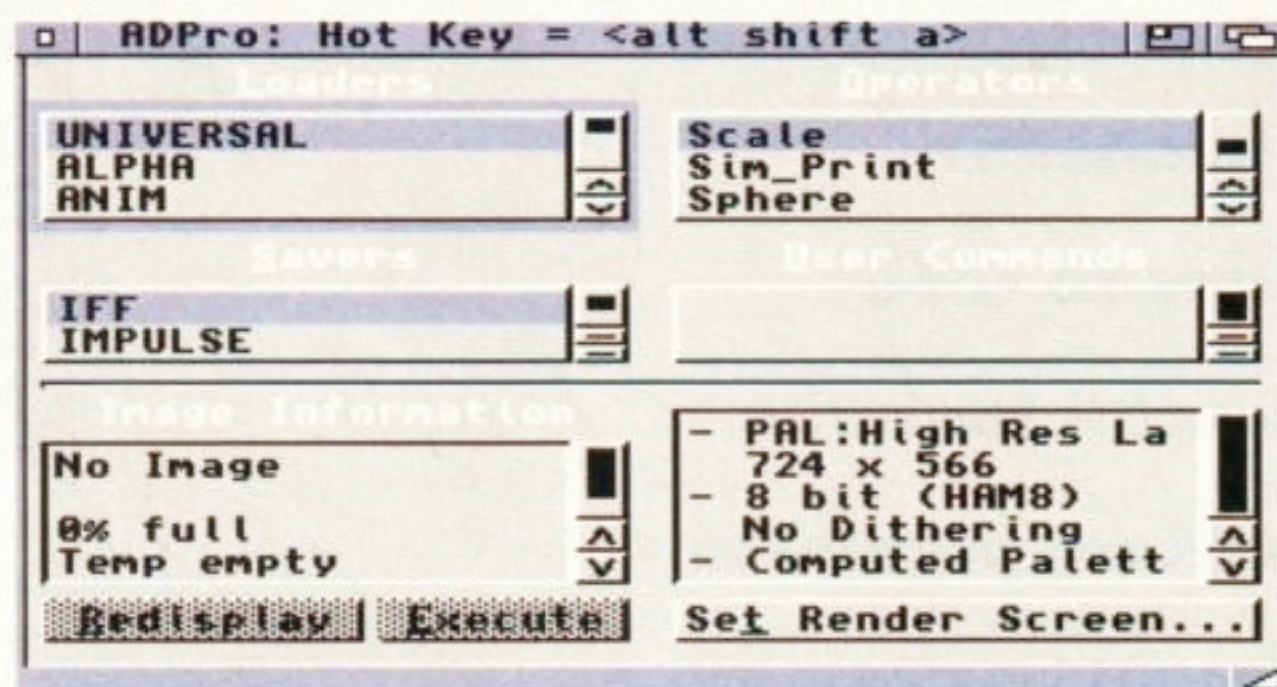 ADPro: Hot Key = <alt shift a>
Loaders
UNIVERSAL
ALPHA
ANIM
Operators
Scale
Sim_Print
Sphere
Savers
IFF
IMPULSE
User Commands
Image Information
No Image
0% full
Temp empty
- PAL:High Res La
724 x 566
- 8 bit (HAM8)
No Dithering
- Computed Palett
Redisplay
Execute
Set Render Screen...